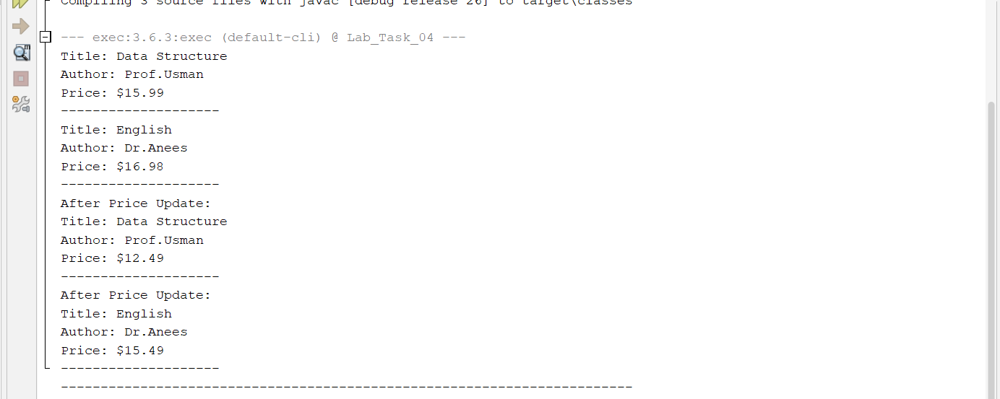 Compiling 3 source files with javac [debug release 26] to target\classes
--- exec:3.6.3:exec (default-cli) @ Lab_Task_04 ---
Title: Data Structure
Author: Prof.Usman
Price: $15.99
--------------------
Title: English
Author: Dr.Anees
Price: $16.98
--------------------
After Price Update:
Title: Data Structure
Author: Prof.Usman
Price: $12.49
--------------------
After Price Update:
Title: English
Author: Dr.Anees
Price: $15.49
--------------------
------------------------------------------------------------------------